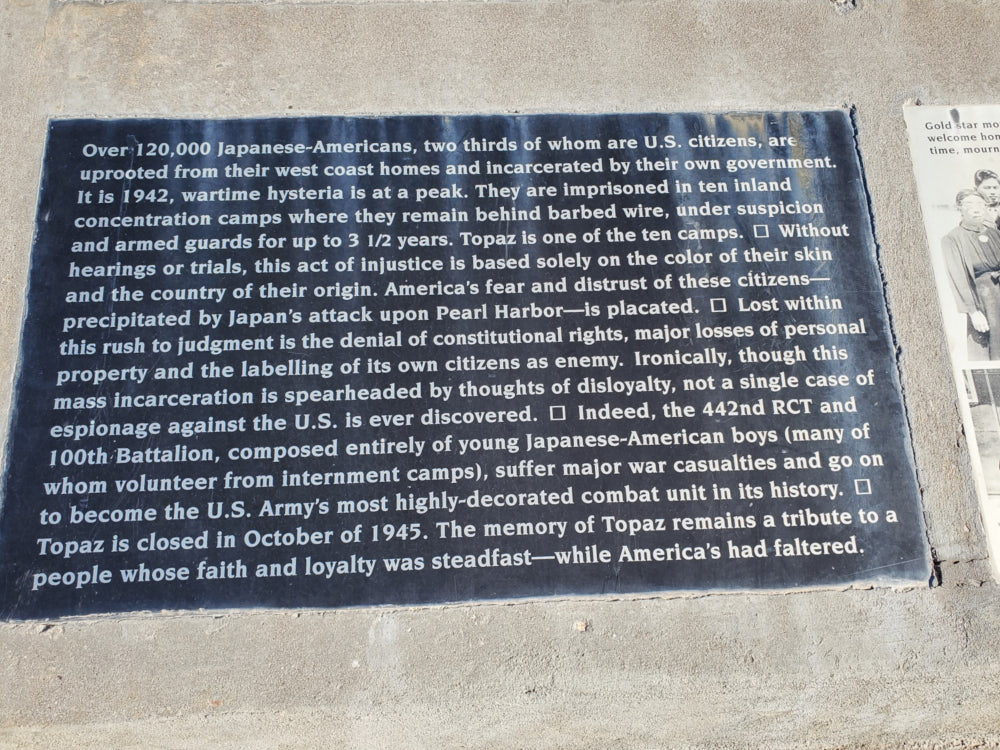 Over 120,000 Japanese-Americans, two thirds of whom are U.S. citizens, are
uprooted from their west coast homes and incarcerated by their own government.
It is 1942, wartime hysteria is at a peak. They are imprisoned in ten inland
concentration camps where they remain behind barbed wire, under suspicion
and armed guards for up to 3 1/2 years. Topaz is one of the ten camps. □ Without
hearings or trials, this act of injustice is based solely on the color of their skin
and the country of their origin. America's fear and distrust of these citizens—
precipitated by Japan's attack upon Pearl Harbor—is placated. □ Lost within
this rush to judgment is the denial of constitutional rights, major losses of personal
property and the labelling of its own citizens as enemy. Ironically, though this
mass incarceration is spearheaded by thoughts of disloyalty, not a single case of
espionage against the U.S. is ever discovered. □ Indeed, the 442nd RCT and
100th Battalion, composed entirely of young Japanese-American boys (many of
whom volunteer from internment camps), suffer major war casualties and go on
to become the U.S. Army's most highly-decorated combat unit in its history. □
Topaz is closed in October of 1945. The memory of Topaz remains a tribute to a
people whose faith and loyalty was steadfast—while America's had faltered.
Gold star mo
welcome hom
time, mourn